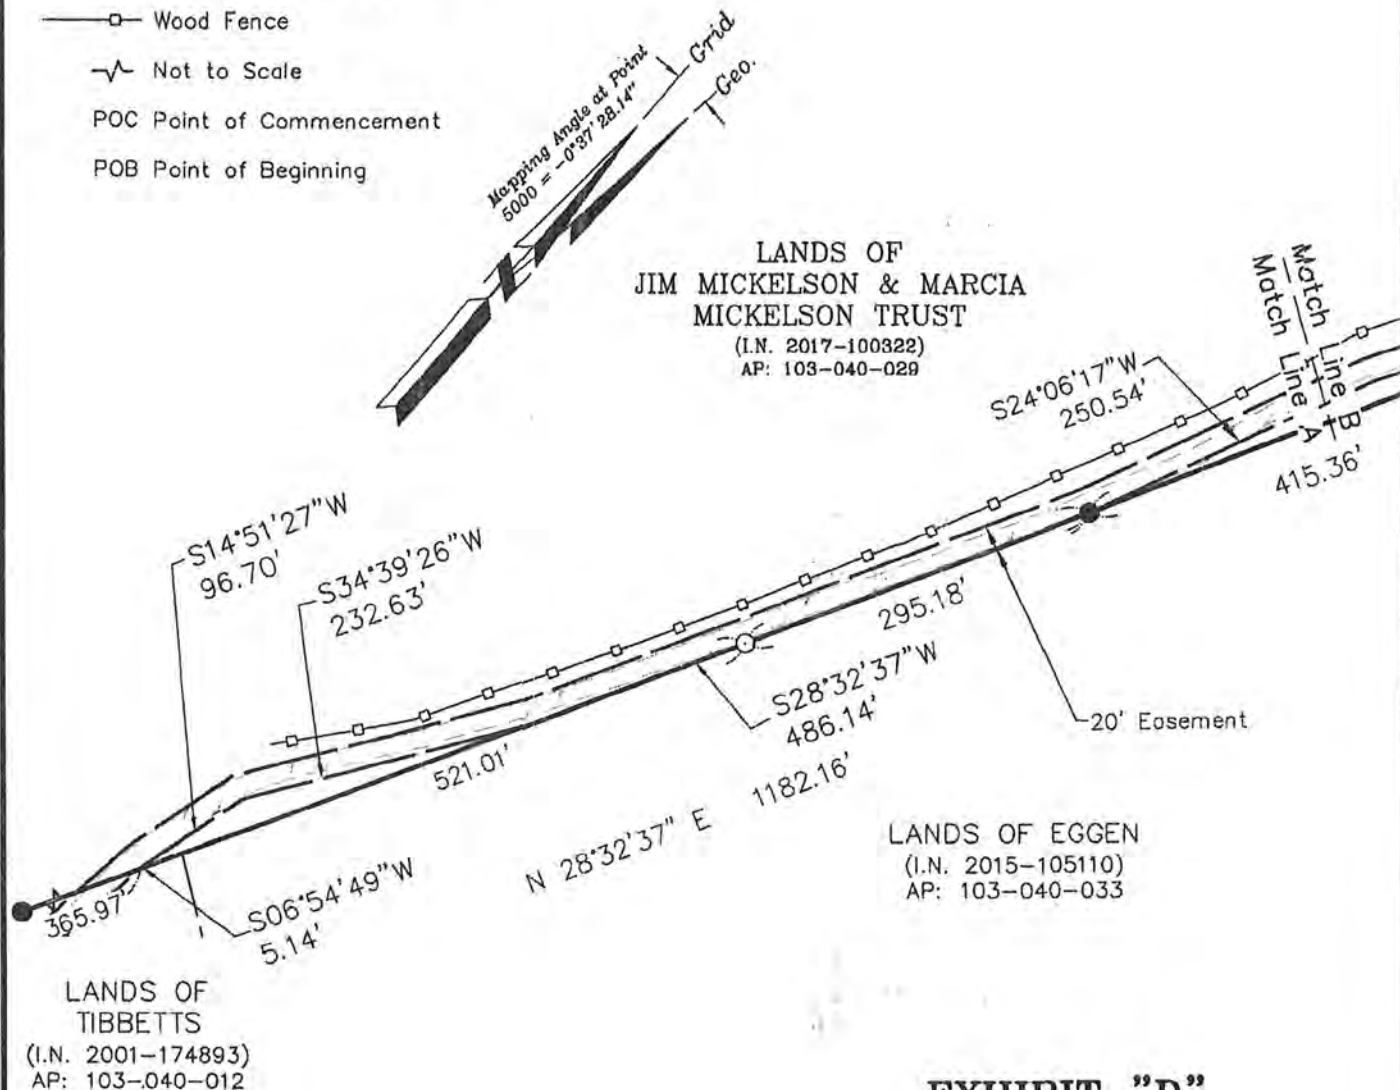 Wood Fence
Not to Scale
POC Point of Commencement
POB Point of Beginning
Mapping Angle at Point
5000 = -0°37'28.14"
Grid
Geo.
LANDS OF
JIM MICKELSON & MARCIA
MICKELSON TRUST
(I.N. 2017-100322)
AP: 103-040-029
Match Line B
Match Line A
S24°06'17"W
250.54'
415.36'
S14°51'27"W
96.70'
S34°39'26"W
232.63'
295.18'
S28°32'37"W
486.14'
20' Easement
521.01'
1182.16'
N 28°32'37" E
LANDS OF EGGEN
(I.N. 2015-105110)
AP: 103-040-033
365.97'
S06°54'49"W
5.14'
LANDS OF
TIBBETTS
(I.N. 2001-174893)
AP: 103-040-012
EXHIBIT "D"